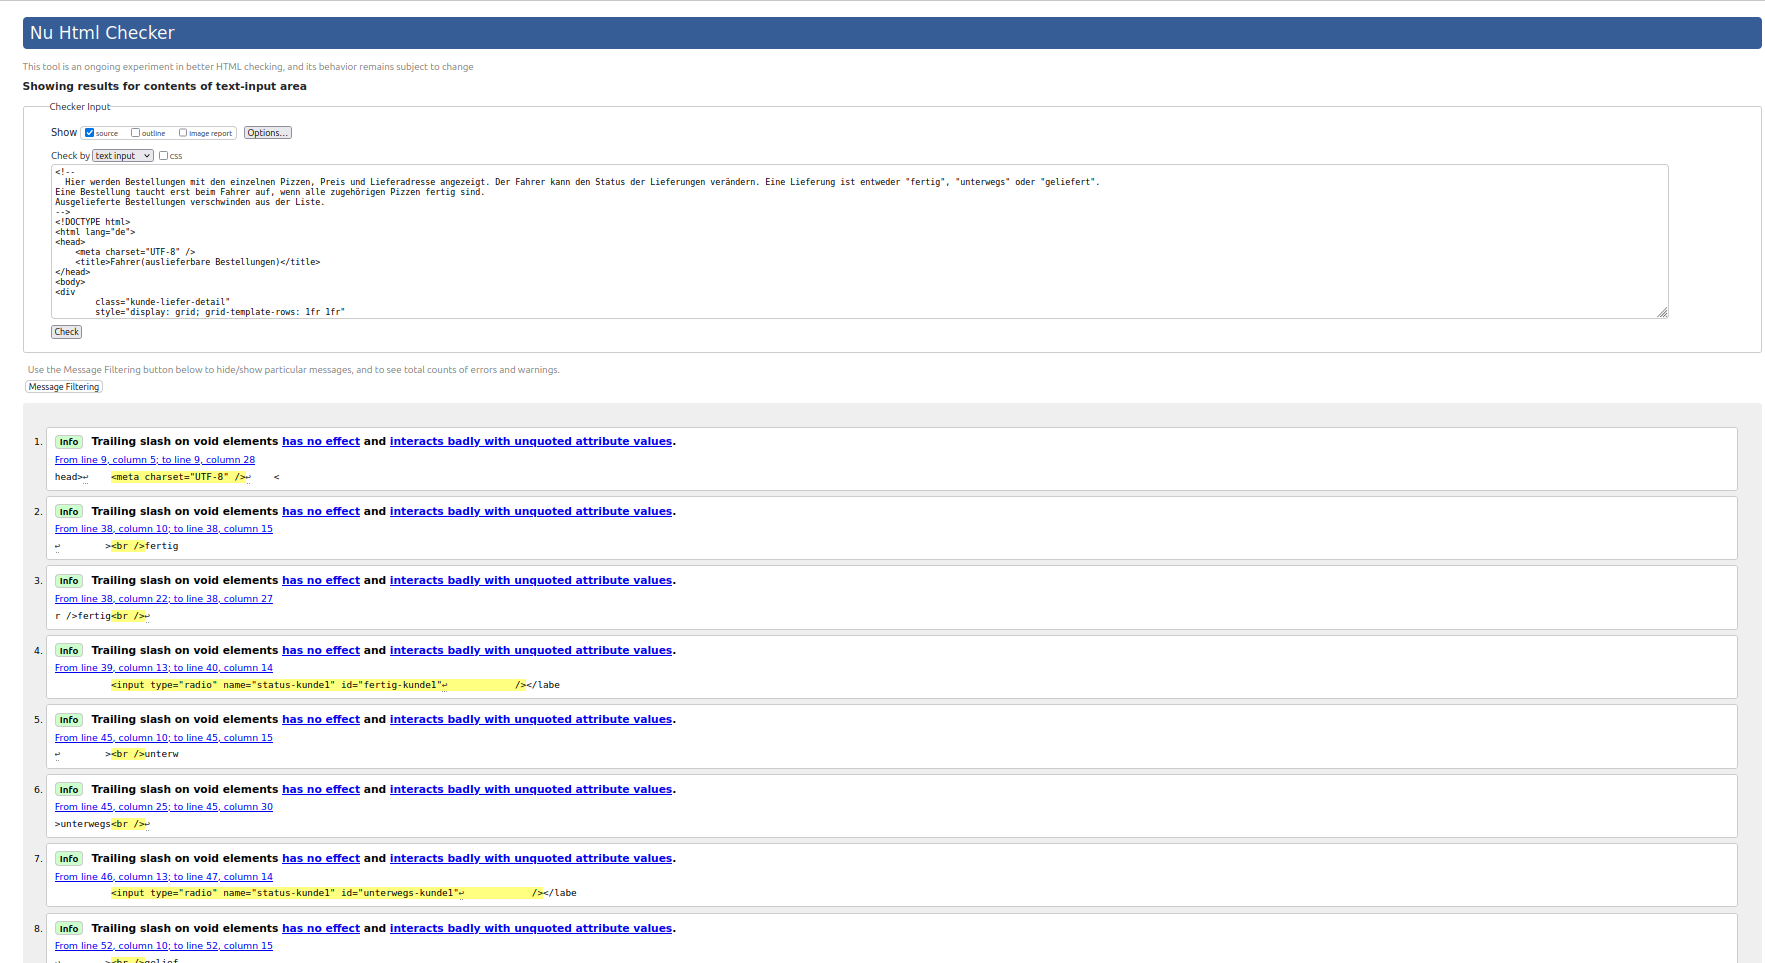 Nu Html Checker
This tool is an ongoing experiment in better HTML checking, and its behavior remains subject to change
Showing results for contents of text-input area
Checker Input
Show source outline image report Options...
Check by text input css
<!--
  Hier werden Bestellungen mit den einzelnen Pizzen, Preis und Lieferadresse angezeigt. Der Fahrer kann den Status der Lieferungen verändern. Eine Lieferung ist entweder "fertig", "unterwegs" oder "geliefert".
Eine Bestellung taucht erst beim Fahrer auf, wenn alle zugehörigen Pizzen fertig sind.
Ausgelieferte Bestellungen verschwinden aus der Liste.
-->
<!DOCTYPE html>
<html lang="de">
<head>
    <meta charset="UTF-8" />
    <title>Fahrer(auslieferbare Bestellungen)</title>
</head>
<body>
<div
        class="kunde-liefer-detail"
        style="display: grid; grid-template-rows: 1fr 1fr"
Check
Use the Message Filtering button below to hide/show particular messages, and to see total counts of errors and warnings.
Message Filtering
1. Info Trailing slash on void elements has no effect and interacts badly with unquoted attribute values.
From line 9, column 5; to line 9, column 28
head>↩    <meta charset="UTF-8" />↩    <
2. Info Trailing slash on void elements has no effect and interacts badly with unquoted attribute values.
From line 38, column 10; to line 38, column 15
↩        ><br />fertig
3. Info Trailing slash on void elements has no effect and interacts badly with unquoted attribute values.
From line 38, column 22; to line 38, column 27
r />fertig<br />↩
4. Info Trailing slash on void elements has no effect and interacts badly with unquoted attribute values.
From line 39, column 13; to line 40, column 14
<input type="radio" name="status-kunde1" id="fertig-kunde1"↩            /></labe
5. Info Trailing slash on void elements has no effect and interacts badly with unquoted attribute values.
From line 45, column 10; to line 45, column 15
↩        ><br />unterw
6. Info Trailing slash on void elements has no effect and interacts badly with unquoted attribute values.
From line 45, column 25; to line 45, column 30
>unterwegs<br />↩
7. Info Trailing slash on void elements has no effect and interacts badly with unquoted attribute values.
From line 46, column 13; to line 47, column 14
<input type="radio" name="status-kunde1" id="unterwegs-kunde1"↩            /></labe
8. Info Trailing slash on void elements has no effect and interacts badly with unquoted attribute values.
From line 52, column 10; to line 52, column 15
↩        ><br />gelief